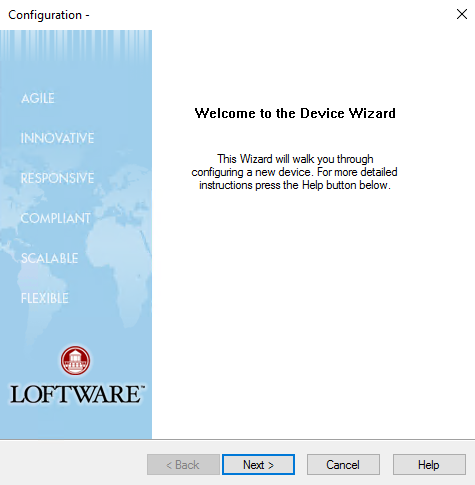 Configuration -
AGILE
INNOVATIVE
RESPONSIVE
COMPLIANT
SCALABLE
FLEXIBLE
LOFTWARE™
Welcome to the Device Wizard
This Wizard will walk you through
configuring a new device. For more detailed
instructions press the Help button below.
< Back
Next >
Cancel
Help